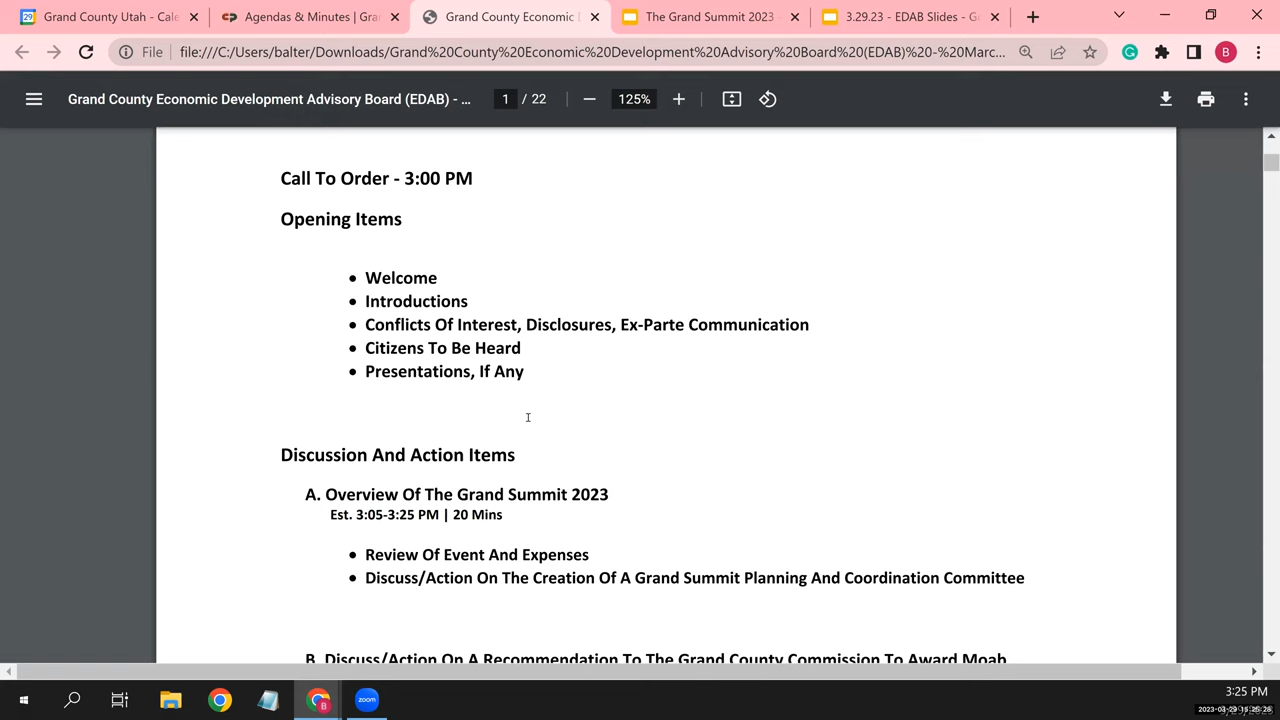 Grand County Utah - Cale
Agendas & Minutes | Gra
Grand County Economic D
The Grand Summit 2023 -
3.29.23 - EDAB Slides - G
File
file:///C:/Users/balter/Downloads/Grand%20County%20Economic%20Development%20Advisory%20Board%20(EDAB)%20-%20Marc...
B
Grand County Economic Development Advisory Board (EDAB) - ...
1 / 22
125%
Call To Order - 3:00 PM
Opening Items
• Welcome
• Introductions
• Conflicts Of Interest, Disclosures, Ex-Parte Communication
• Citizens To Be Heard
• Presentations, If Any
Discussion And Action Items
A. Overview Of The Grand Summit 2023
Est. 3:05-3:25 PM | 20 Mins
• Review Of Event And Expenses
• Discuss/Action On The Creation Of A Grand Summit Planning And Coordination Committee
B. Discuss/Action On A Recommendation To The Grand County Commission To Award Moab
zoom
3:25 PM